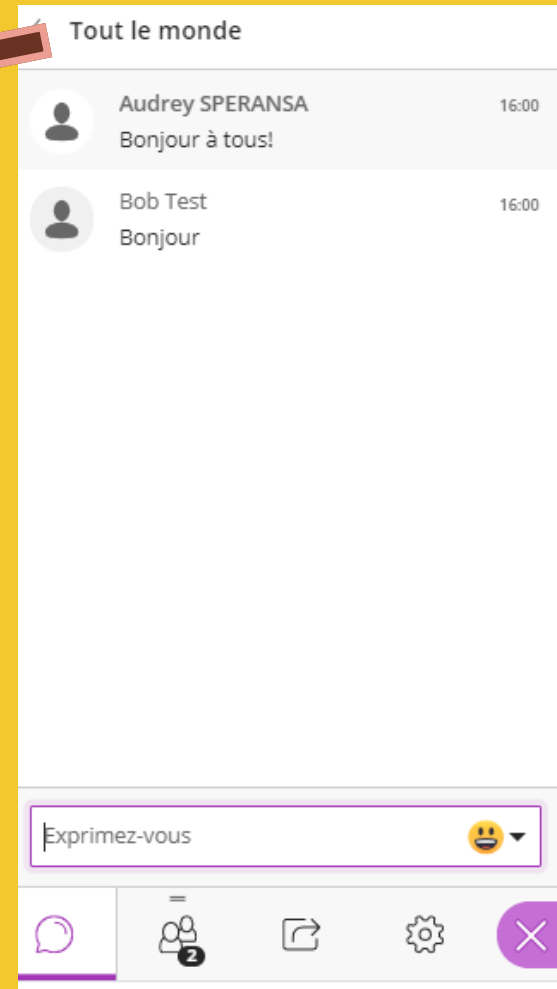 Tout le monde
Audrey SPERANSA 16:00
Bonjour à tous!
Bob Test 16:00
Bonjour
Exprimez-vous
2